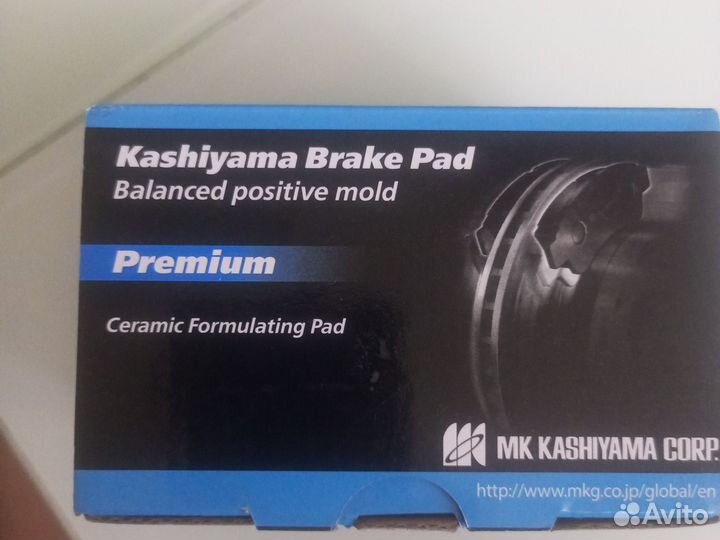 Kashiyama Brake Pad
Balanced positive mold
Premium
Ceramic Formulating Pad
MK KASHIYAMA CORP.
http://www.mkg.co.jp/global/en
Avito